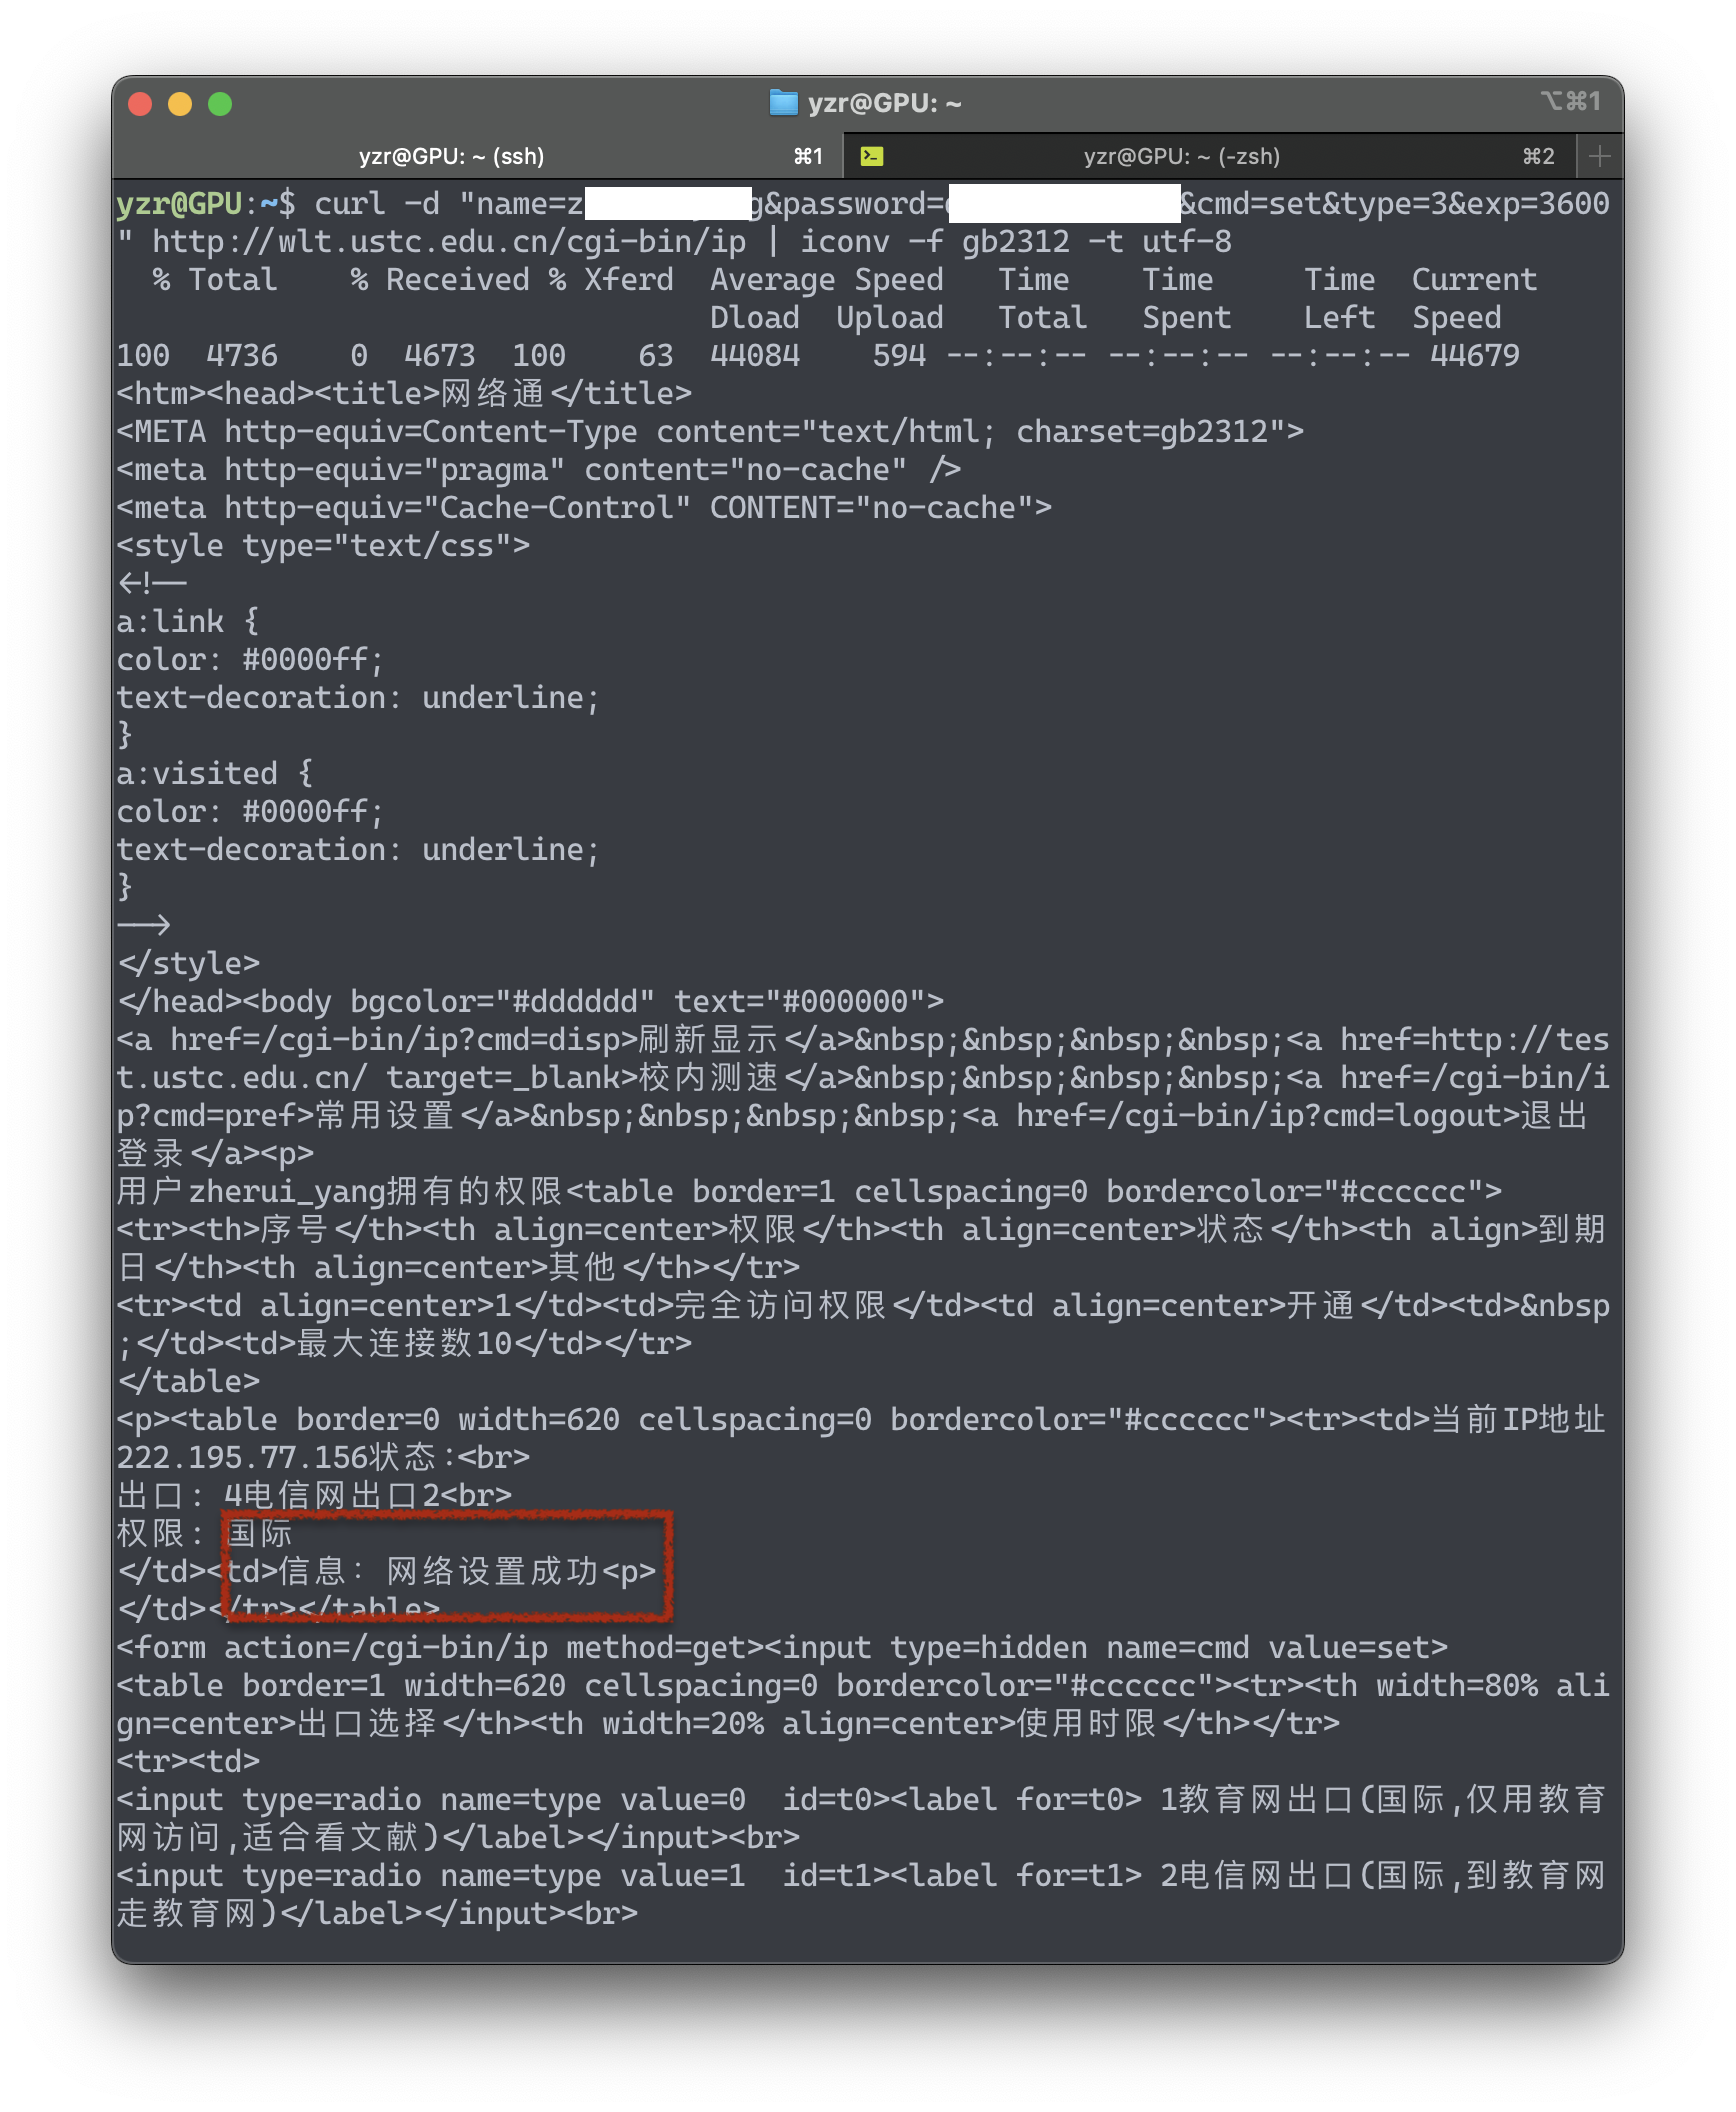 yzr@GPU: ~
⌥⌘1
yzr@GPU: ~ (ssh) ⌘1 yzr@GPU: ~ (-zsh) ⌘2
yzr@GPU:~$ curl -d "name=z g&password= &cmd=set&type=3&exp=3600
" http://wlt.ustc.edu.cn/cgi-bin/ip | iconv -f gb2312 -t utf-8
% Total % Received % Xferd Average Speed Time Time Time Current
Dload Upload Total Spent Left Speed
100 4736 0 4673 100 63 44084 594 --:--:-- --:--:-- --:--:-- 44679
<htm><head><title>网络通</title>
<META http-equiv=Content-Type content="text/html; charset=gb2312">
<meta http-equiv="pragma" content="no-cache" />
<meta http-equiv="Cache-Control" CONTENT="no-cache">
<style type="text/css">
<!--
a:link {
color: #0000ff;
text-decoration: underline;
}
a:visited {
color: #0000ff;
text-decoration: underline;
}
-->
</style>
</head><body bgcolor="#dddddd" text="#000000">
<a href=/cgi-bin/ip?cmd=disp>刷新显示</a>&nbsp;&nbsp;&nbsp;&nbsp;<a href=http://tes
t.ustc.edu.cn/ target=_blank>校内测速</a>&nbsp;&nbsp;&nbsp;&nbsp;<a href=/cgi-bin/i
p?cmd=pref>常用设置</a>&nbsp;&nbsp;&nbsp;&nbsp;<a href=/cgi-bin/ip?cmd=logout>退出
登录</a><p>
用户zherui_yang拥有的权限<table border=1 cellspacing=0 bordercolor="#cccccc">
<tr><th>序号</th><th align=center>权限</th><th align=center>状态</th><th align>到期
日</th><th align=center>其他</th></tr>
<tr><td align=center>1</td><td>完全访问权限</td><td align=center>开通</td><td>&nbsp
;</td><td>最大连接数10</td></tr>
</table>
<p><table border=0 width=620 cellspacing=0 bordercolor="#cccccc"><tr><td>当前IP地址
222.195.77.156状态:<br>
出口: 4电信网出口2<br>
权限: 国际
</td><td>信息: 网络设置成功<p>
</td></tr></table>
<form action=/cgi-bin/ip method=get><input type=hidden name=cmd value=set>
<table border=1 width=620 cellspacing=0 bordercolor="#cccccc"><tr><th width=80% ali
gn=center>出口选择</th><th width=20% align=center>使用时限</th></tr>
<tr><td>
<input type=radio name=type value=0  id=t0><label for=t0> 1教育网出口(国际,仅用教育
网访问,适合看文献)</label></input><br>
<input type=radio name=type value=1  id=t1><label for=t1> 2电信网出口(国际,到教育网
走教育网)</label></input><br>